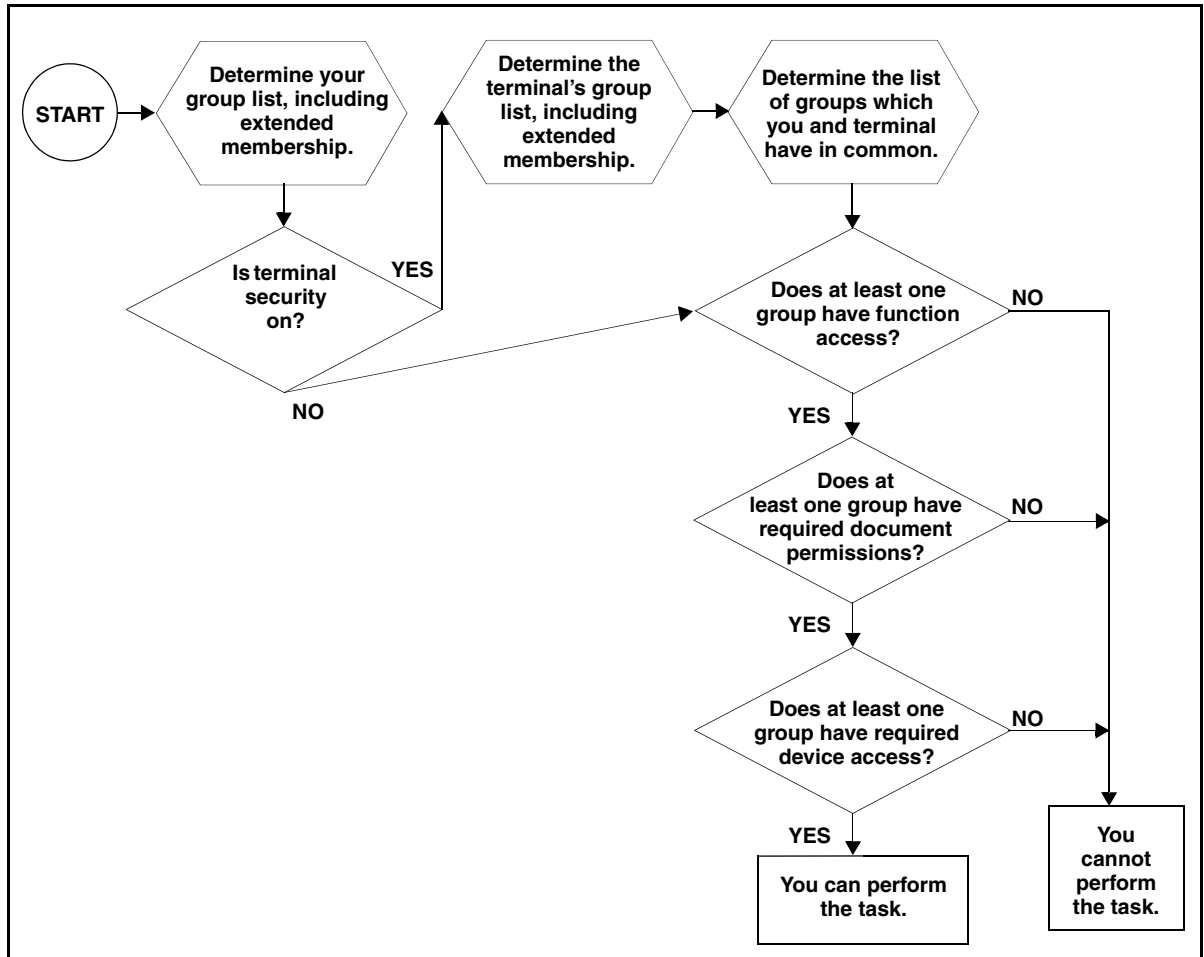 START
Determine your
group list, including
extended
membership.
Determine the
terminal's group
list, including
extended
membership.
Determine the list
of groups which
you and terminal
have in common.
Is terminal
security
on?
YES
NO
Does at least one
group have function
access?
NO
YES
Does at
least one group have
required document
permissions?
NO
YES
Does at least one
group have required
device access?
NO
YES
You can perform
the task.
You
cannot
perform
the task.